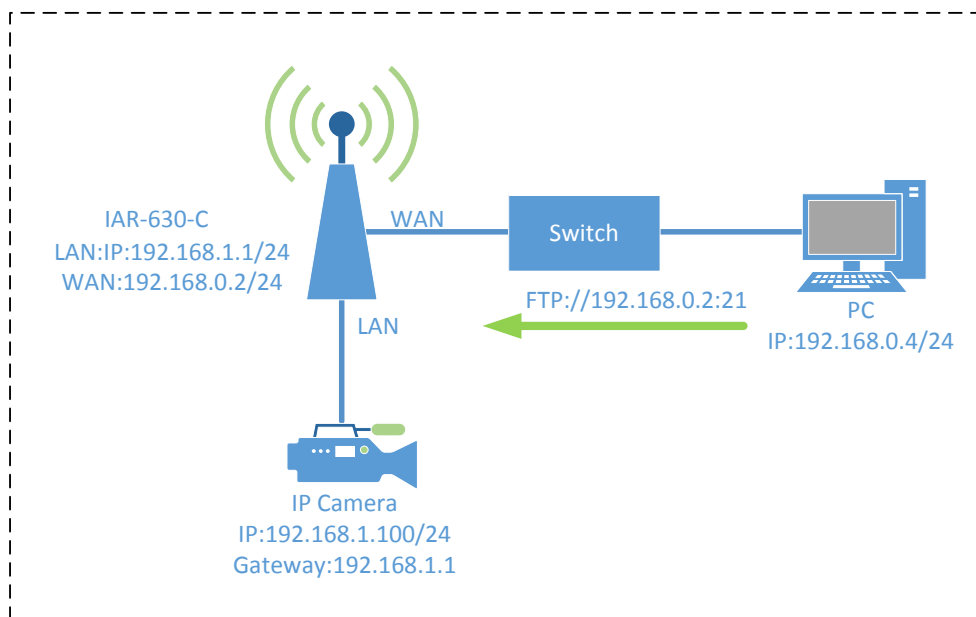 IAR-630-C
LAN:IP:192.168.1.1/24
WAN:192.168.0.2/24
WAN
Switch
FTP://192.168.0.2:21
PC
IP:192.168.0.4/24
LAN
IP Camera
IP:192.168.1.100/24
Gateway:192.168.1.1